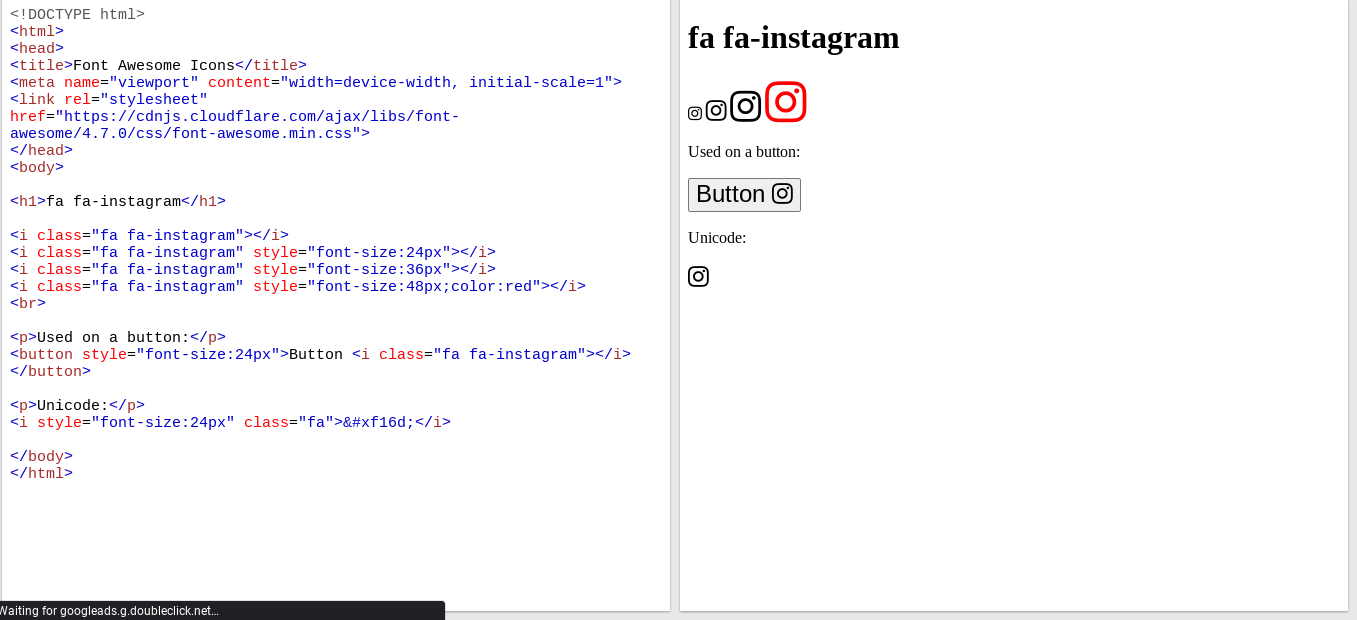 <!DOCTYPE html>
<html>
<head>
<title>Font Awesome Icons</title>
<meta name="viewport" content="width=device-width, initial-scale=1">
<link rel="stylesheet"
href="https://cdnjs.cloudflare.com/ajax/libs/font-
awesome/4.7.0/css/font-awesome.min.css">
</head>
<body>
<h1>fa fa-instagram</h1>
<i class="fa fa-instagram"></i>
<i class="fa fa-instagram" style="font-size:24px"></i>
<i class="fa fa-instagram" style="font-size:36px"></i>
<i class="fa fa-instagram" style="font-size:48px;color:red"></i>
<br>
<p>Used on a button:</p>
<button style="font-size:24px">Button <i class="fa fa-instagram"></i>
</button>
<p>Unicode:</p>
<i style="font-size:24px" class="fa">&#xf16d;</i>
</body>
</html>
Waiting for googleads.g.doubleclick.net…
fa fa-instagram
Used on a button:
Button
Unicode: